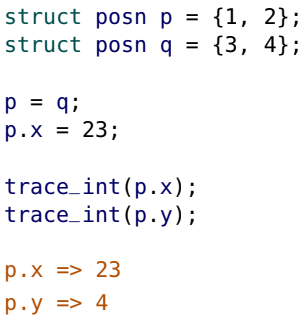 struct posn p = {1, 2};
struct posn q = {3, 4};
p = q;
p.x = 23;
trace_int(p.x);
trace_int(p.y);
p.x => 23
p.y => 4